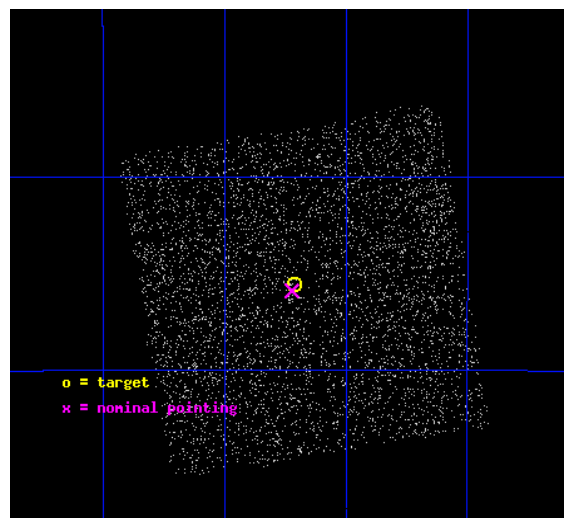 o = target
x = nominal pointing